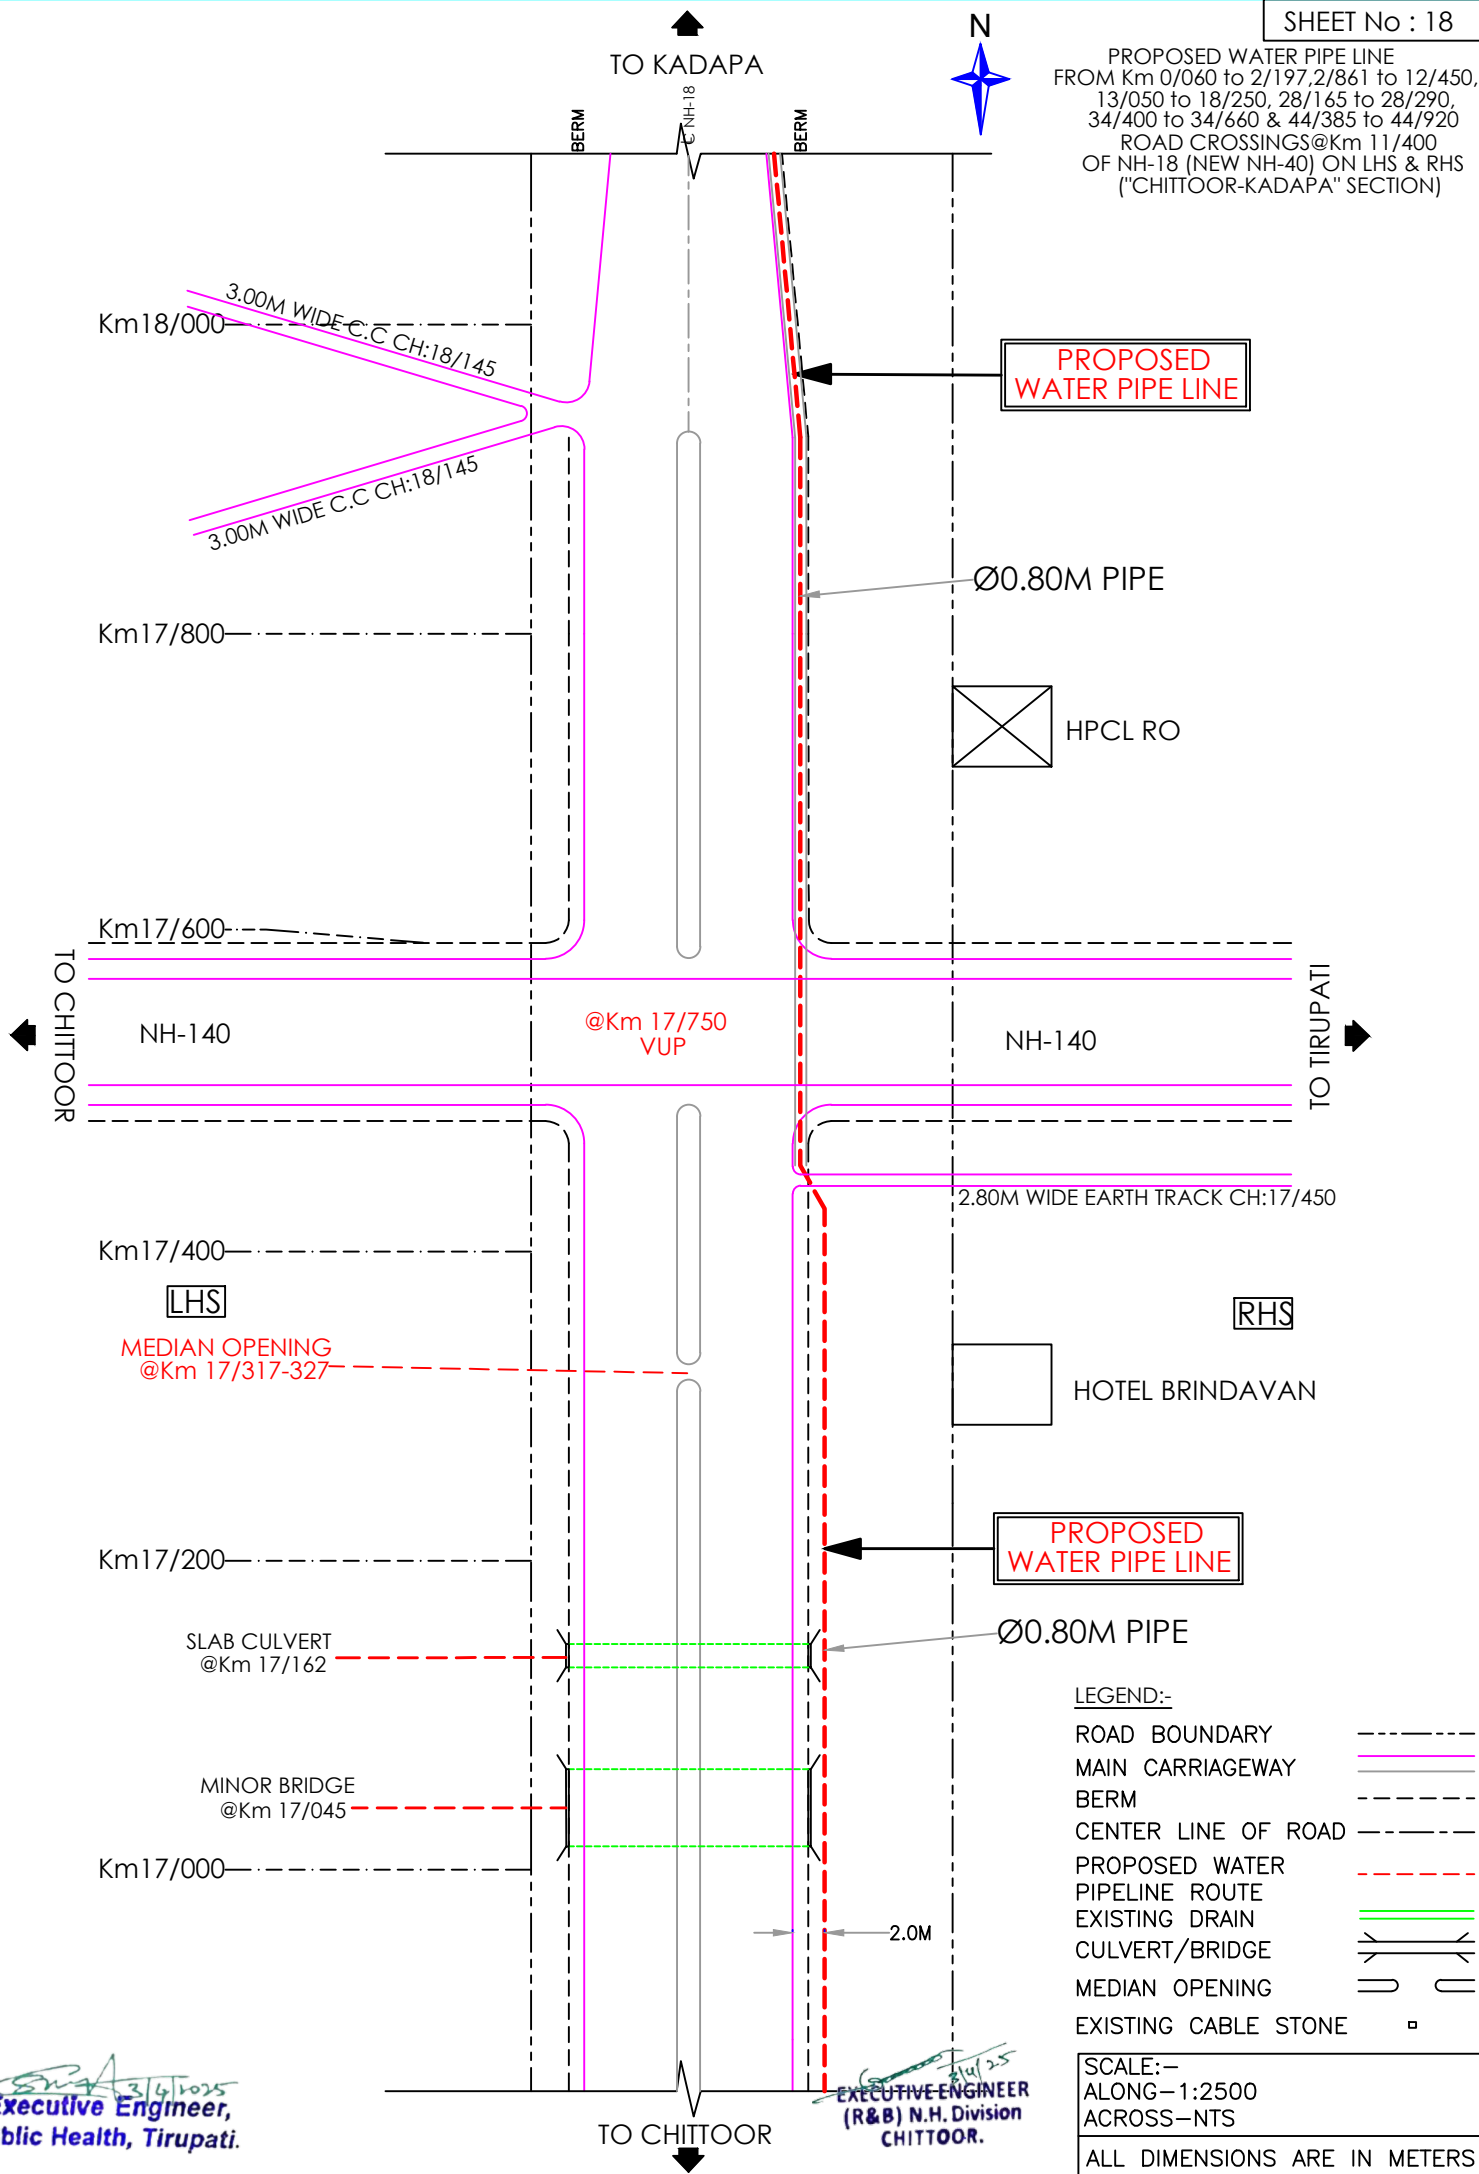 SHEET No : 18
N
TO KADAPA
PROPOSED WATER PIPE LINE
FROM Km 0/060 to 2/197,2/861 to 12/450,
13/050 to 18/250, 28/165 to 28/290,
34/400 to 34/660 & 44/385 to 44/920
ROAD CROSSINGS@Km 11/400
OF NH-18 (NEW NH-40) ON LHS & RHS
("CHITTOOR-KADAPA" SECTION)
BERM
NH-18
BERM
3.00M WIDE C.C CH:18/145
Km18/000
PROPOSED
WATER PIPE LINE
3.00M WIDE C.C CH:18/145
Ø0.80M PIPE
Km17/800
HPCL RO
Km17/600
TO CHITTOOR
NH-140
@Km 17/750
VUP
NH-140
TO TIRUPATI
2.80M WIDE EARTH TRACK CH:17/450
Km17/400
LHS
RHS
MEDIAN OPENING
@Km 17/317-327
HOTEL BRINDAVAN
PROPOSED
WATER PIPE LINE
Km17/200
Ø0.80M PIPE
SLAB CULVERT
@Km 17/162
MINOR BRIDGE
@Km 17/045
Km17/000
2.0M
LEGEND:-
ROAD BOUNDARY
MAIN CARRIAGEWAY
BERM
CENTER LINE OF ROAD
PROPOSED WATER
PIPELINE ROUTE
EXISTING DRAIN
CULVERT/BRIDGE
MEDIAN OPENING
EXISTING CABLE STONE
SCALE:-
ALONG-1:2500
ACROSS-NTS
ALL DIMENSIONS ARE IN METERS
3/4/2025
xecutive Engineer,
blic Health, Tirupati.
3/4/25
EXECUTIVE ENGINEER
(R&B) N.H. Division
CHITTOOR.
TO CHITTOOR